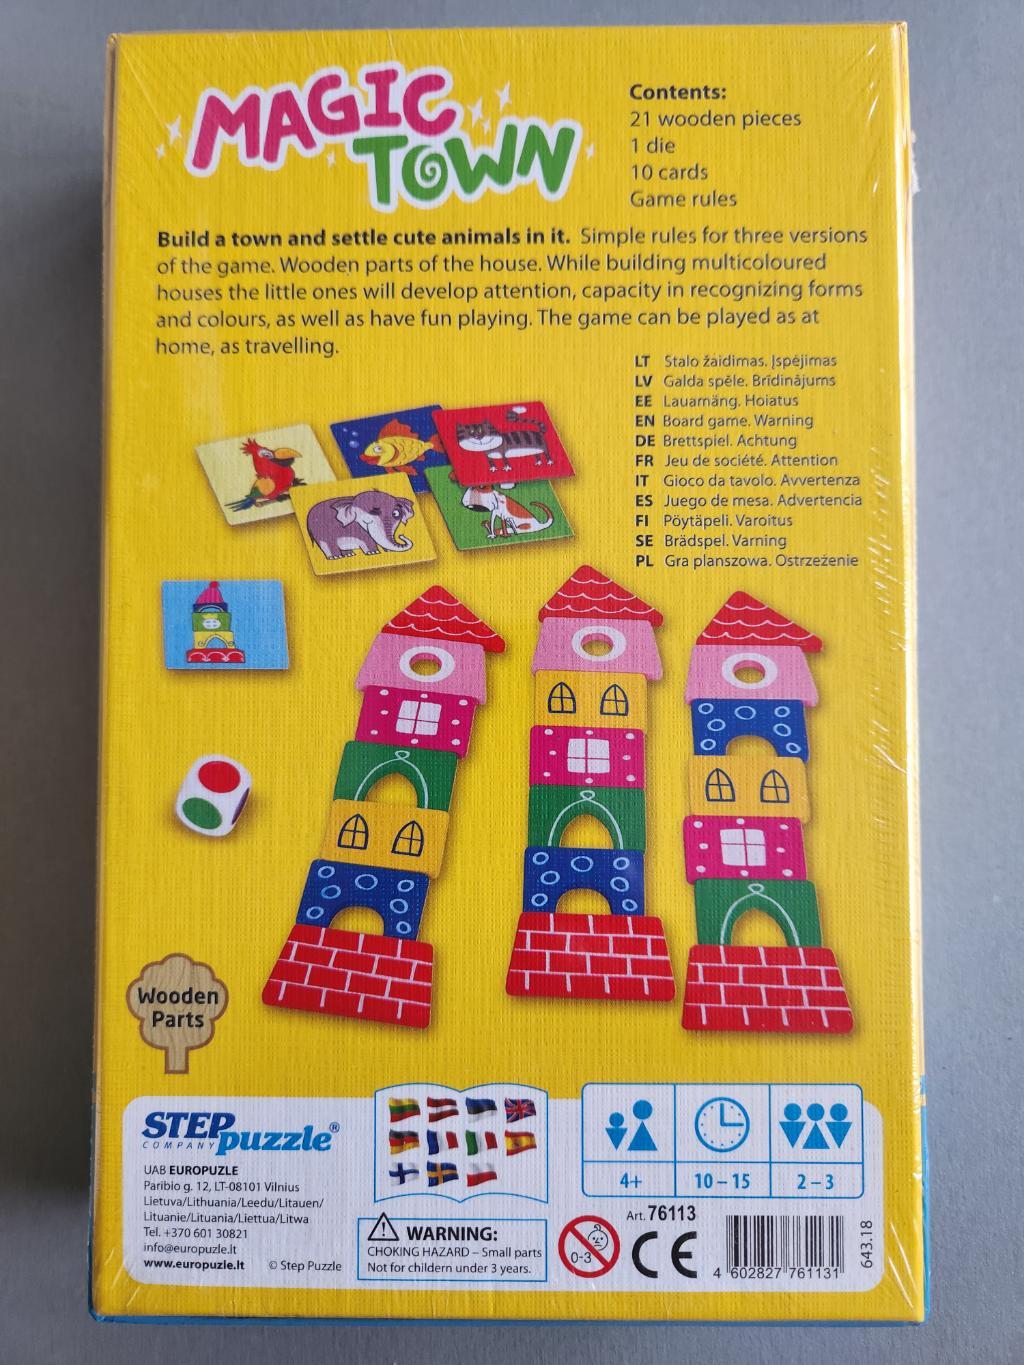 MAGIC
TOWN
Contents:
21 wooden pieces
1 die
10 cards
Game rules
Build a town and settle cute animals in it. Simple rules for three versions
of the game. Wooden parts of the house. While building multicoloured
houses the little ones will develop attention, capacity in recognizing forms
and colours, as well as have fun playing. The game can be played as at
home, as travelling.
LT Stalo žaidimas. Įspėjimas
LV Galda spēle. Brīdinājums
EE Lauamäng. Hoiatus
EN Board game. Warning
DE Brettspiel. Achtung
FR Jeu de société. Attention
IT Gioco da tavolo. Avvertenza
ES Juego de mesa. Advertencia
FI Pöytäpeli. Varoitus
SE Brädspel. Varning
PL Gra planszowa. Ostrzeżenie
Wooden
Parts
STEP
COMPANY puzzle®
UAB EUROPUZLE
Paribio g. 12, LT-08101 Vilnius
Lietuva/Lithuania/Leedu/Litauen/
Lituanie/Lituania/Liettua/Litwa
Tel. +370 601 30821
info@europuzle.lt
www.europuzle.lt © Step Puzzle
4+ 10 – 15 2 – 3
WARNING:
CHOKING HAZARD – Small parts
Not for childern under 3 years.
0-3
Art. 76113
CE
4 602827 761131
643.18